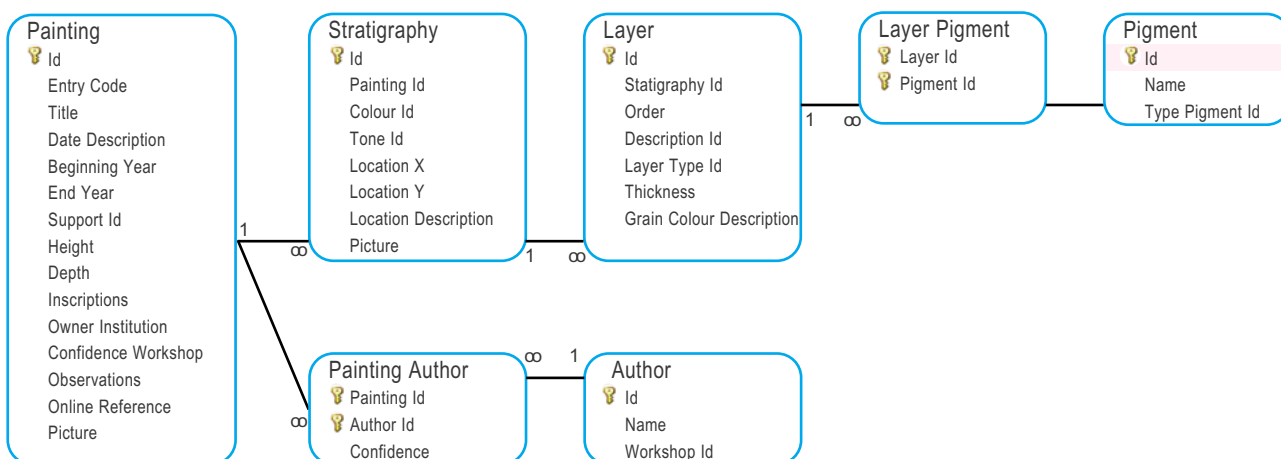 Painting
Id
Entry Code
Title
Date Description
Beginning Year
End Year
Support Id
Height
Depth
Inscriptions
Owner Institution
Confidence Workshop
Observations
Online Reference
Picture
1
∞
∞
Stratigraphy
Id
Painting Id
Colour Id
Tone Id
Location X
Location Y
Location Description
Picture
1
∞
Layer
Id
Statigraphy Id
Order
Description Id
Layer Type Id
Thickness
Grain Colour Description
1
∞
Layer Pigment
Layer Id
Pigment Id
Pigment
Id
Name
Type Pigment Id
Painting Author
Painting Id
Author Id
Confidence
∞
1
Author
Id
Name
Workshop Id